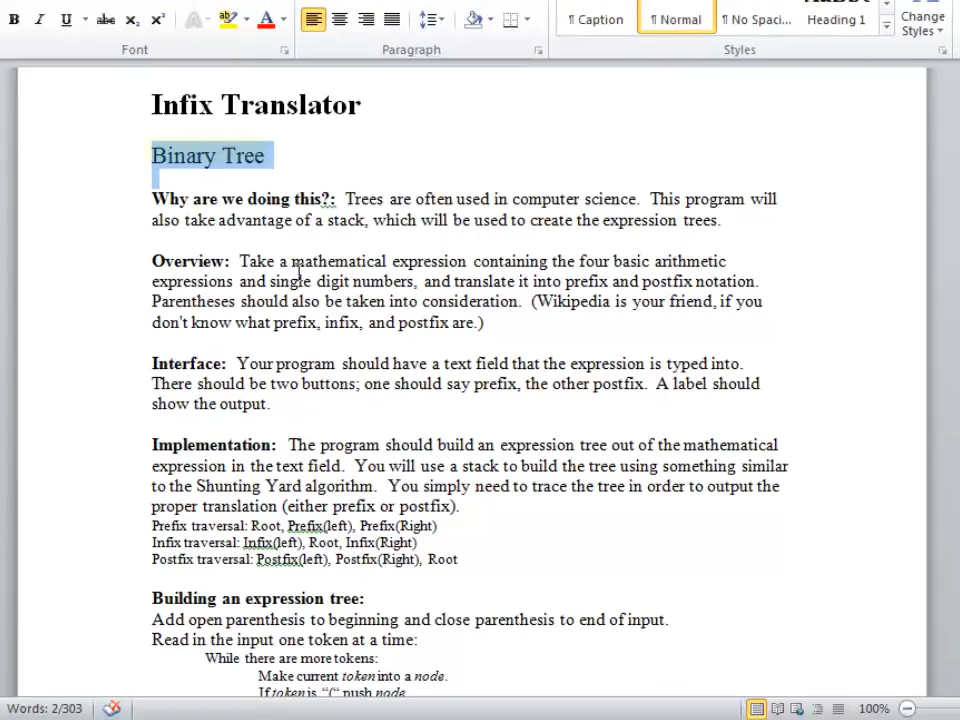 B I U abc x₂ x² A ab A
¶ Caption ¶ Normal ¶ No Spaci... Heading 1 Change Styles
Font Paragraph Styles
Infix Translator
Binary Tree
Why are we doing this?: Trees are often used in computer science. This program will
also take advantage of a stack, which will be used to create the expression trees.
Overview: Take a mathematical expression containing the four basic arithmetic
expressions and single digit numbers, and translate it into prefix and postfix notation.
Parentheses should also be taken into consideration. (Wikipedia is your friend, if you
don't know what prefix, infix, and postfix are.)
Interface: Your program should have a text field that the expression is typed into.
There should be two buttons; one should say prefix, the other postfix. A label should
show the output.
Implementation: The program should build an expression tree out of the mathematical
expression in the text field. You will use a stack to build the tree using something similar
to the Shunting Yard algorithm. You simply need to trace the tree in order to output the
proper translation (either prefix or postfix).
Prefix traversal: Root, Prefix(left), Prefix(Right)
Infix traversal: Infix(left), Root, Infix(Right)
Postfix traversal: Postfix(left), Postfix(Right), Root
Building an expression tree:
Add open parenthesis to beginning and close parenthesis to end of input.
Read in the input one token at a time:
While there are more tokens:
Make current token into a node.
If token is "(" push node
Words: 2/303 100%